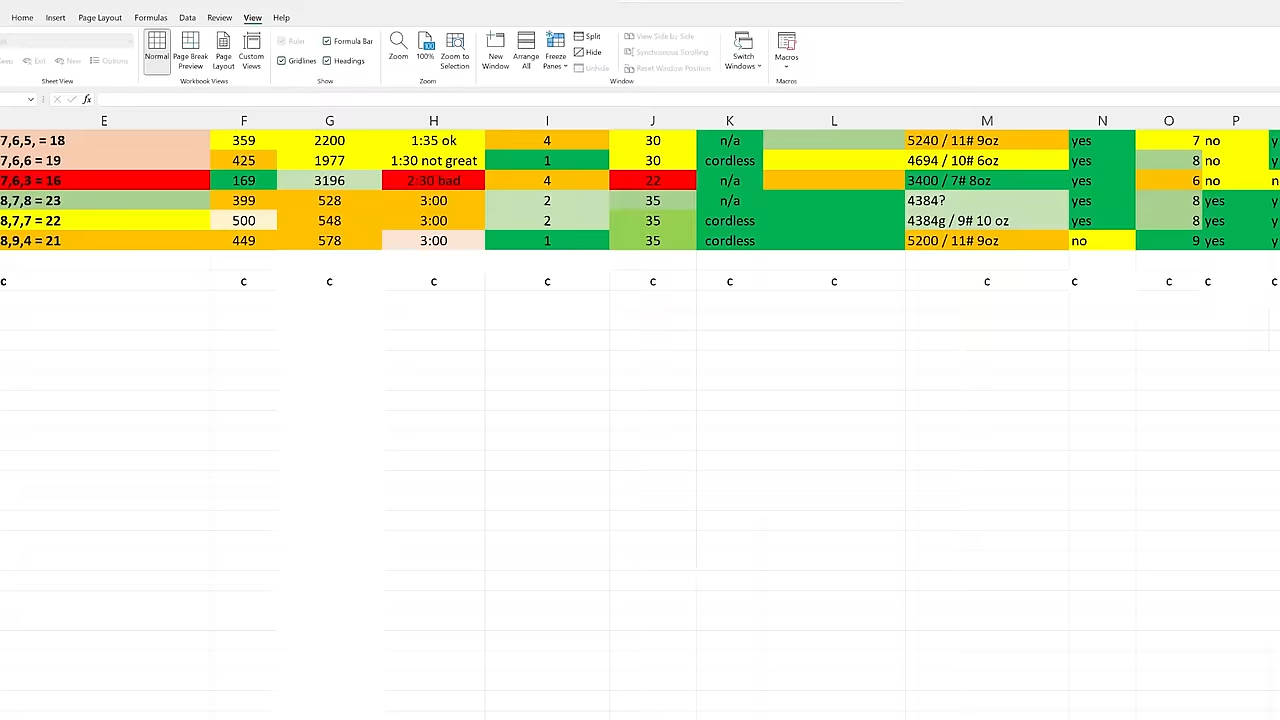 Home Insert Page Layout Formulas Data Review View Help
Normal Page Break Preview Page Layout Custom Views
Exit New Options
Sheet View
Workbook Views
Ruler Formula Bar
Gridlines Headings
Show
Zoom 100% Zoom to Selection
Zoom
New Window Arrange All Freeze Panes
Split View Side by Side
Hide Synchronous Scrolling
Unhide Reset Window Position
Window
Switch Windows
Macros
Macros
fx
E F G H I J K L M N O P
7,6,5, = 18 359 2200 1:35 ok 4 30 n/a 5240 / 11# 9oz yes 7 no y
7,6,6 = 19 425 1977 1:30 not great 1 30 cordless 4694 / 10# 6oz yes 8 no y
7,6,3 = 16 169 3196 2:30 bad 4 22 n/a 3400 / 7# 8oz yes 6 no n
8,7,8 = 23 399 528 3:00 2 35 n/a 4384? yes 8 yes y
8,7,7 = 22 500 548 3:00 2 35 cordless 4384g / 9# 10 oz yes 8 yes y
8,9,4 = 21 449 578 3:00 1 35 cordless 5200 / 11# 9oz no 9 yes y
c c c c c c c c c c c c c